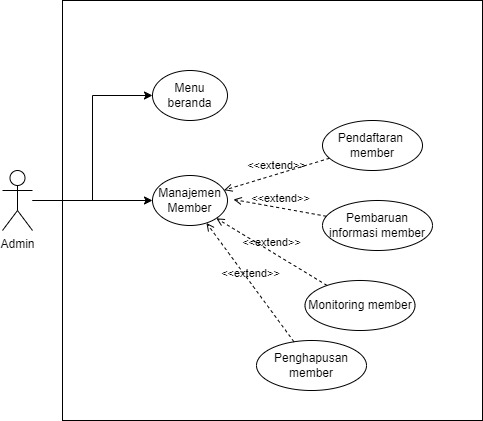 Menu
beranda
Pendaftaran
member
<<extend>>
Manajemen
Member
<<extend>>
Pembaruan
informasi member
Admin
<<extend>>
<<extend>>
Monitoring member
Penghapusan
member